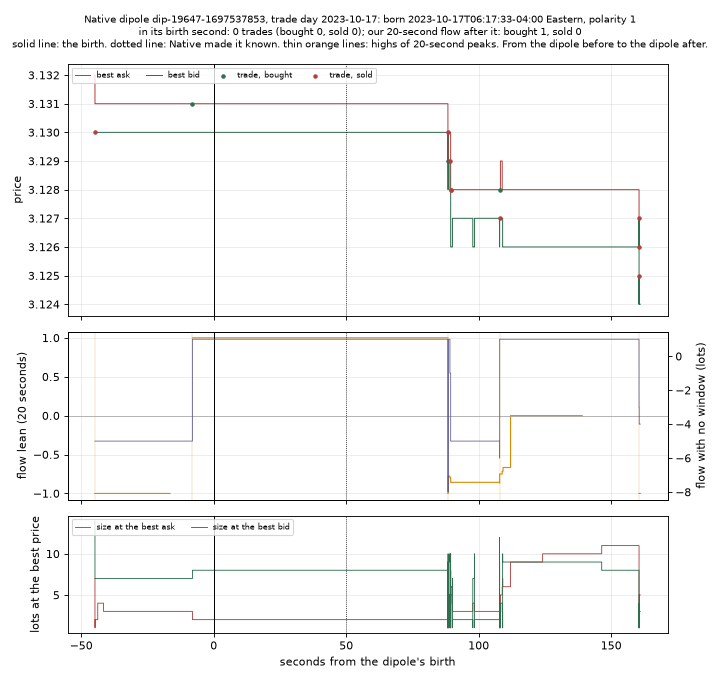 Native dipole dip-19647-1697537853, trade day 2023-10-17: born 2023-10-17T06:17:33-04:00 Eastern, polarity 1
in its birth second: 0 trades (bought 0, sold 0); our 20-second flow after it: bought 1, sold 0
solid line: the birth. dotted line: Native made it known. thin orange lines: highs of 20-second peaks. From the dipole before to the dipole after.
best ask best bid trade, bought trade, sold
3.132
3.131
3.130
3.129
3.128
3.127
3.126
3.125
3.124
price
1.0
0.5
0.0
−0.5
−1.0
flow lean (20 seconds)
0
−2
−4
−6
−8
flow with no window (lots)
size at the best ask size at the best bid
10
5
lots at the best price
−50 0 50 100 150
seconds from the dipole's birth